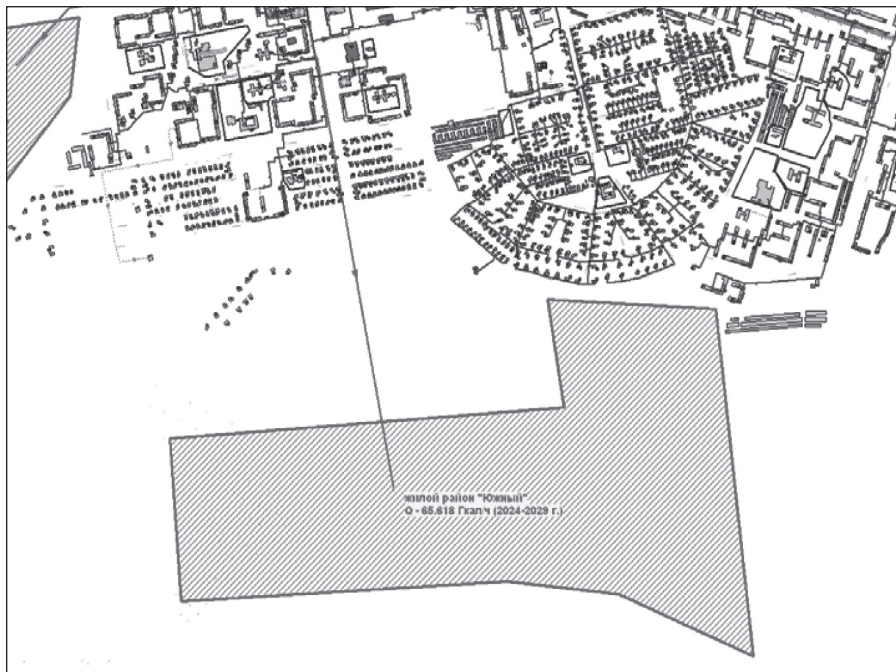 жилой район "Южный"
Q - 65.618 Гкал/ч (2024-2029 г.)